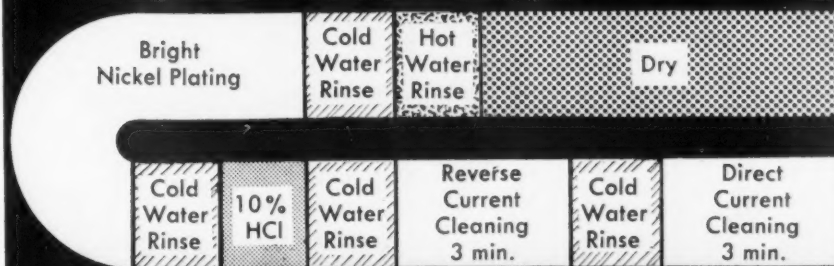 Bright
Nickel Plating
Cold
Water
Rinse
Hot
Water
Rinse
Dry
Cold
Water
Rinse
10%
HCl
Cold
Water
Rinse
Reverse
Current
Cleaning
3 min.
Cold
Water
Rinse
Direct
Current
Cleaning
3 min.